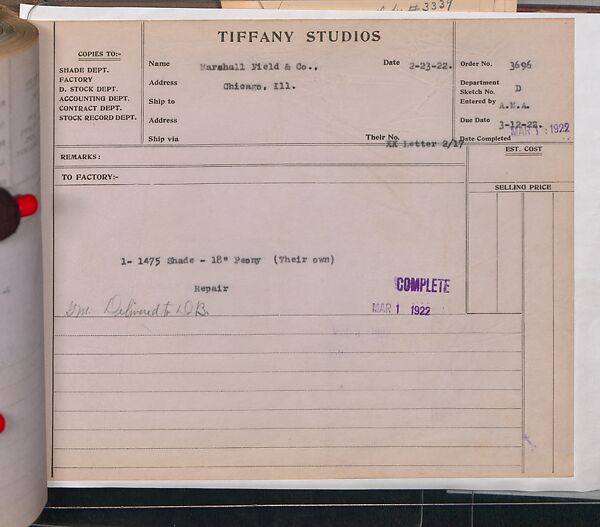 #3339
TIFFANY STUDIOS
COPIES TO:-
SHADE DEPT.
FACTORY
D. STOCK DEPT.
ACCOUNTING DEPT.
CONTRACT DEPT.
STOCK RECORD DEPT.
Name Marshall Field & Co., Date 2-23-22.
Address Chicago, Ill.
Ship to
Address
Ship via Their No. XX Letter 2/17
Order No. 3696
Department D
Sketch No.
Entered by A.M.A.
Due Date 3-12-22.
Date Completed MAR 1 1922
REMARKS:
EST. COST
TO FACTORY:-
SELLING PRICE
1- 1475 Shade - 18" Peony (Their own)
Repair
COMPLETE
MAR 1 1922
Delivered to D.B.